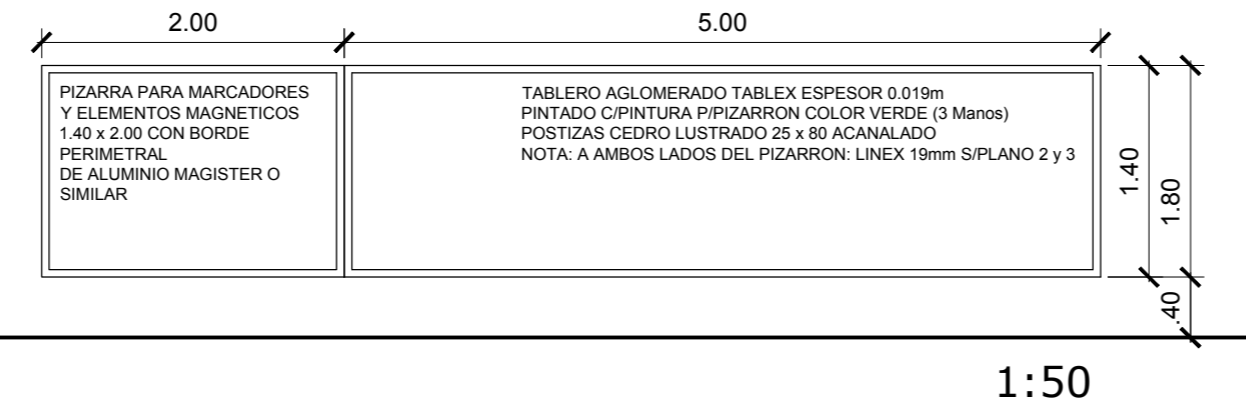 2.00
5.00
PIZARRA PARA MARCADORES
Y ELEMENTOS MAGNETICOS
1.40 x 2.00 CON BORDE
PERIMETRAL
DE ALUMINIO MAGISTER O
SIMILAR
TABLERO AGLOMERADO TABLEX ESPESOR 0.019m
PINTADO C/PINTURA P/PIZARRON COLOR VERDE (3 Manos)
POSTIZAS CEDRO LUSTRADO 25 x 80 ACANALADO
NOTA: A AMBOS LADOS DEL PIZARRON: LINEX 19mm S/PLANO 2 y 3
1.40
1.80
.40
1:50